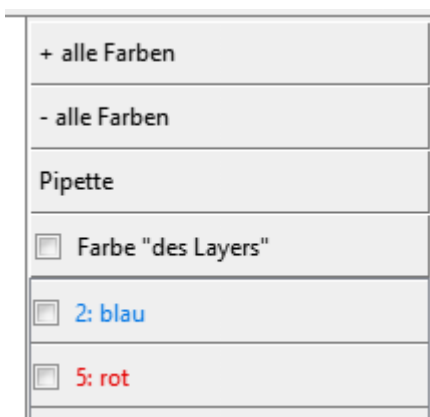 + alle Farben
- alle Farben
Pipette
Farbe "des Layers"
2: blau
5: rot